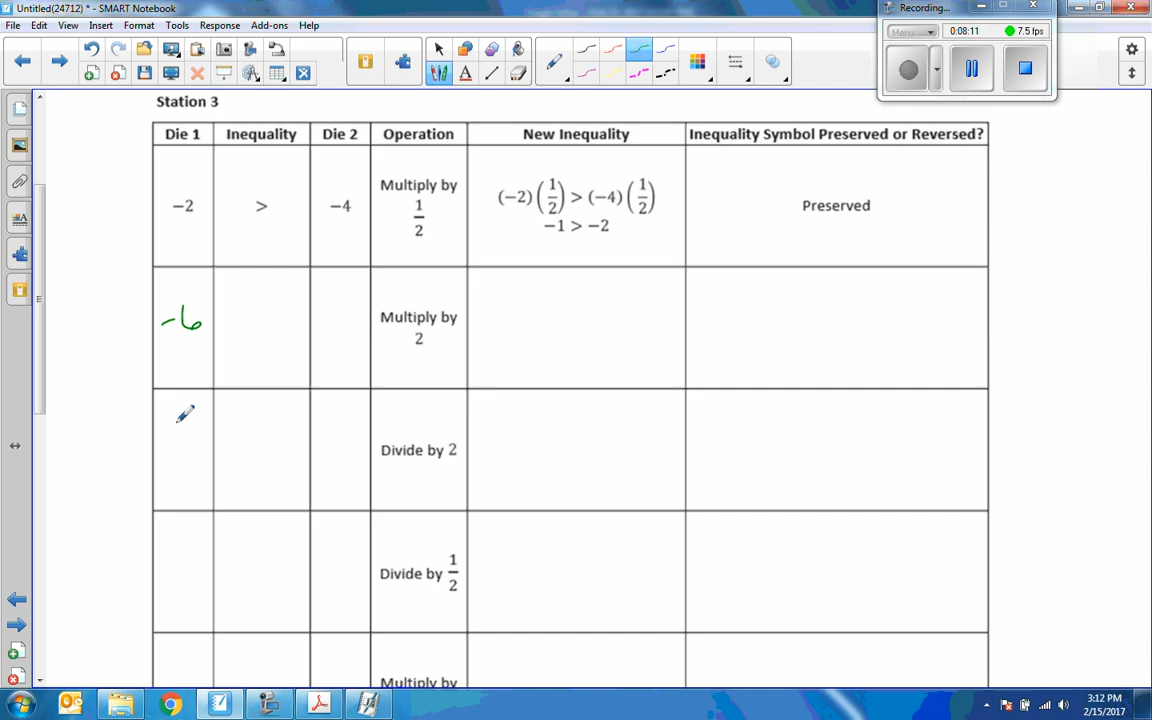 Untitled(24712) * - SMART Notebook
Recording...
File Edit View Insert Format Tools Response Add-ons Help
Menu 0:08:11 7.5 fps
Station 3
Die 1 Inequality Die 2 Operation New Inequality Inequality Symbol Preserved or Reversed?
−2 > −4 Multiply by 1/2 (−2)(1/2) > (−4)(1/2) Preserved
−1 > −2
-6 Multiply by 2
Divide by 2
Divide by 1/2
Multiply by
3:12 PM
2/15/2017